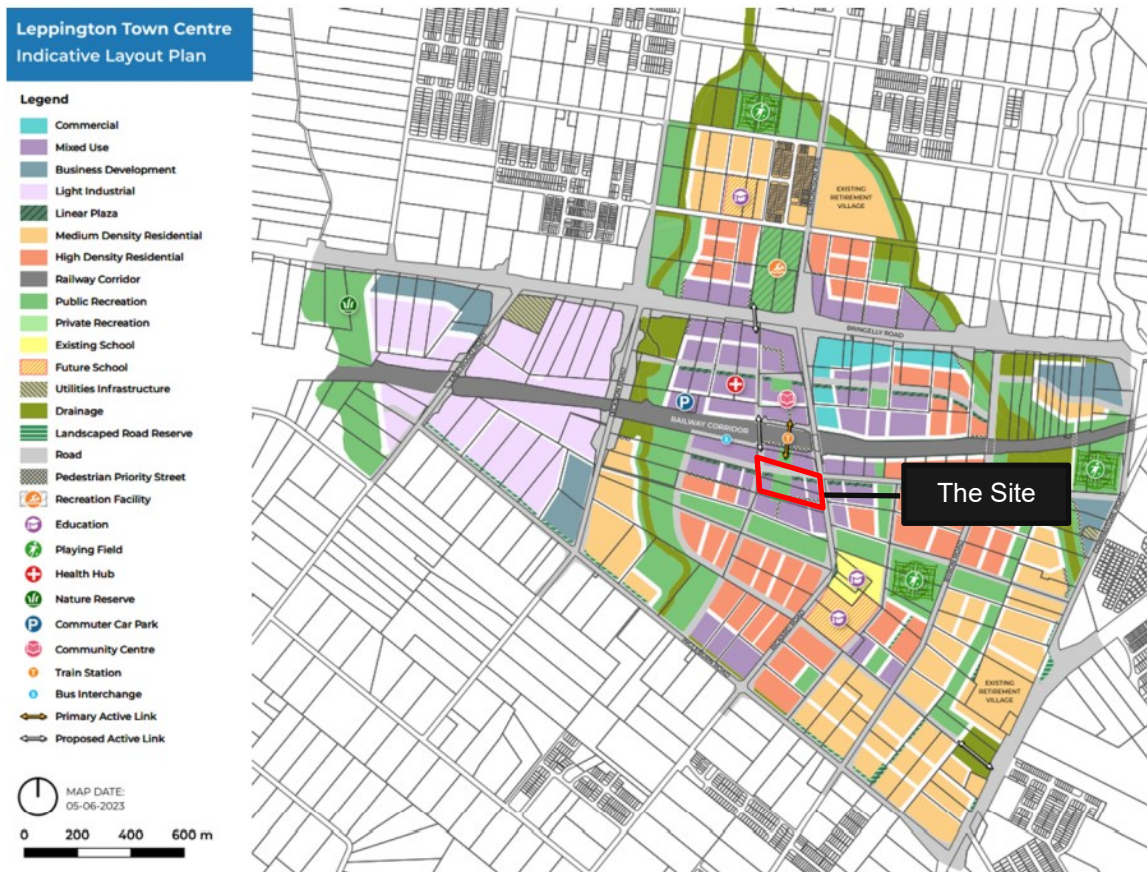 Leppington Town Centre
Indicative Layout Plan
Legend
Commercial
Mixed Use
Business Development
Light Industrial
Linear Plaza
Medium Density Residential
High Density Residential
Railway Corridor
Public Recreation
Private Recreation
Existing School
Future School
Utilities Infrastructure
Drainage
Landscaped Road Reserve
Road
Pedestrian Priority Street
Recreation Facility
Education
Playing Field
Health Hub
Nature Reserve
P Commuter Car Park
Community Centre
T Train Station
B Bus Interchange
Primary Active Link
Proposed Active Link
MAP DATE:
05-06-2023
0 200 400 600 m
EXISTING
RETIREMENT
VILLAGE
BRINGELLY ROAD
P
RAILWAY CORRIDOR
B
T
The Site
EXISTING
RETIREMENT
VILLAGE